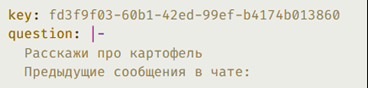 key: fd3f9f03-60b1-42ed-99ef-b4174b013860
question: |-
Расскажи про картофель
Предыдущие сообщения в чате: